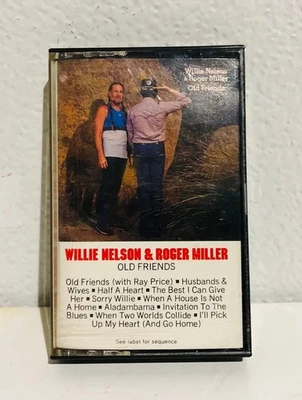 Willie Nelson
& Roger Miller
Old Friends
WILLIE NELSON & ROGER MILLER
OLD FRIENDS
Old Friends (with Ray Price) ■ Husbands &
Wives ■ Half A Heart ■ The Best I Can Give
Her ■ Sorry Willie ■ When A House Is Not
A Home ■ Aladambama ■ Invitation To The
Blues ■ When Two Worlds Collide ■ I'll Pick
Up My Heart (And Go Home)
See label for sequence.